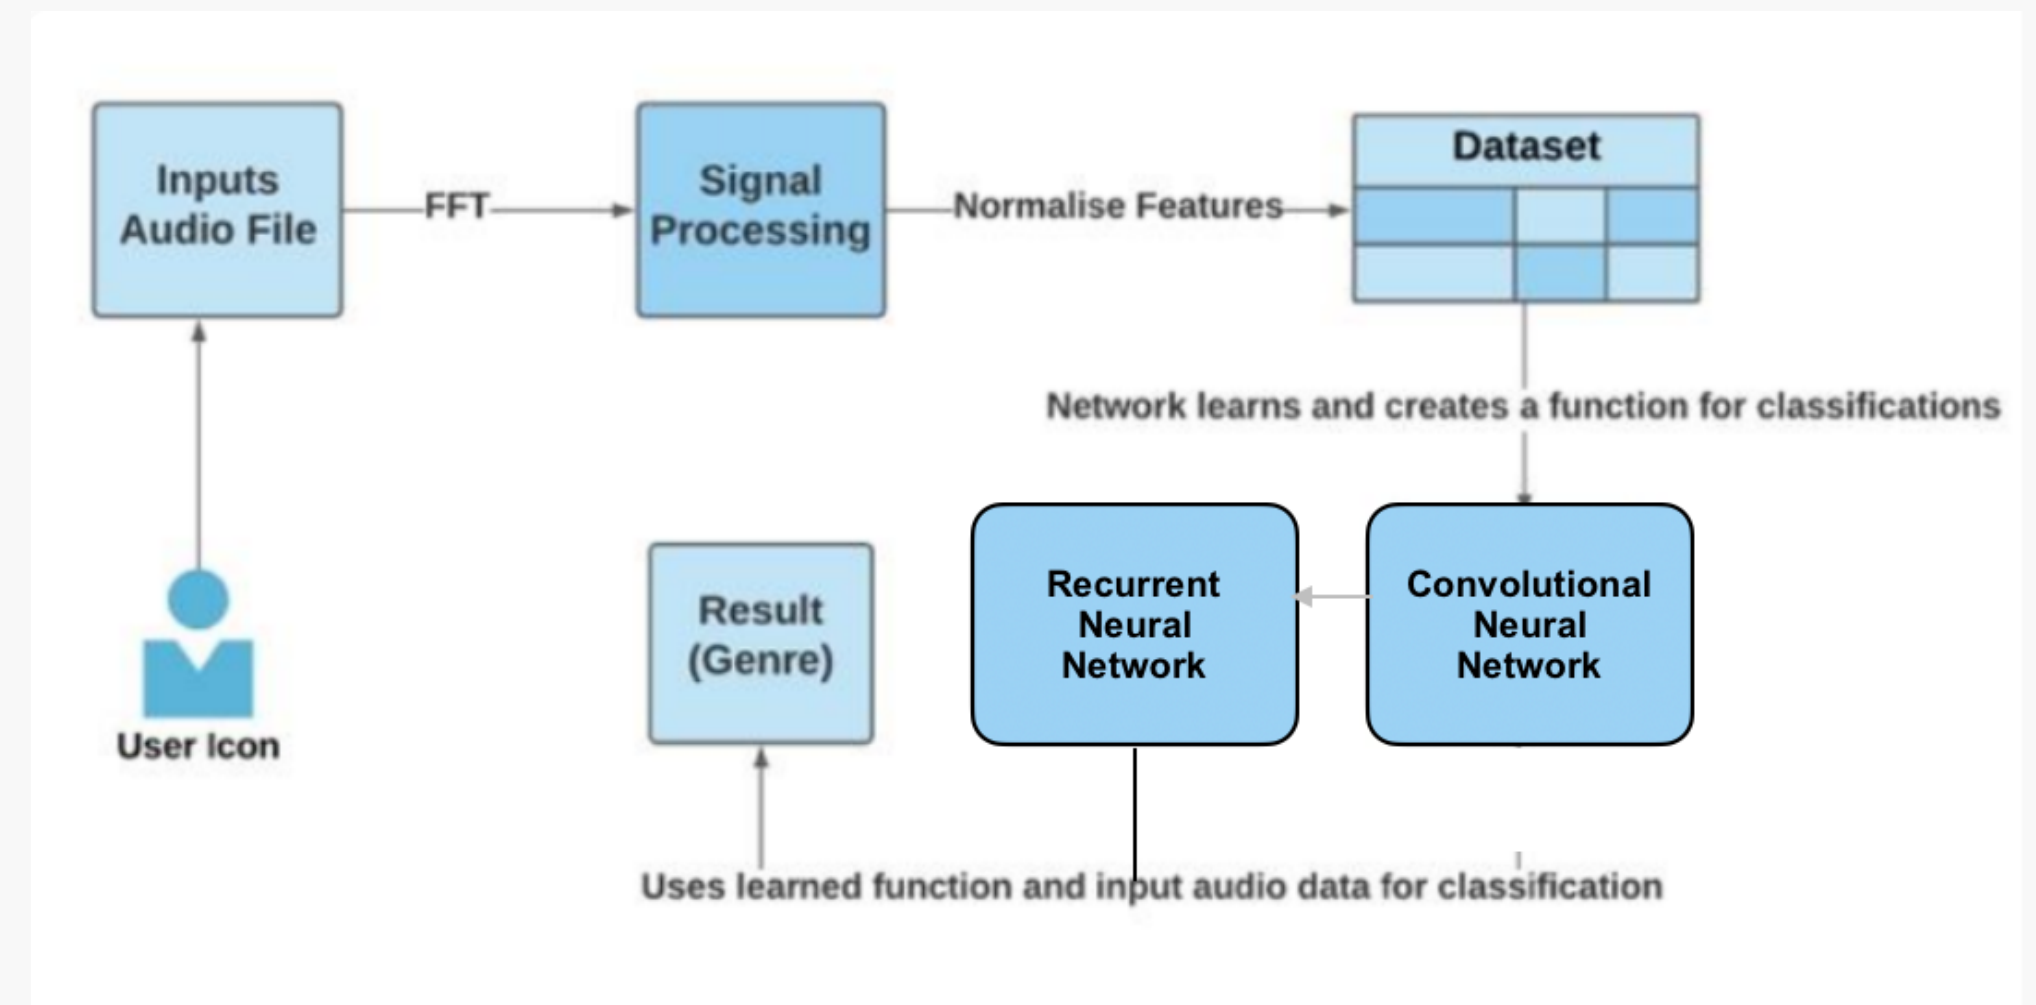 Inputs
Audio File
FFT
Signal
Processing
Normalise Features
Dataset
Network learns and creates a function for classifications
Convolutional
Neural
Network
Recurrent
Neural
Network
Result
(Genre)
User Icon
Uses learned function and input audio data for classification